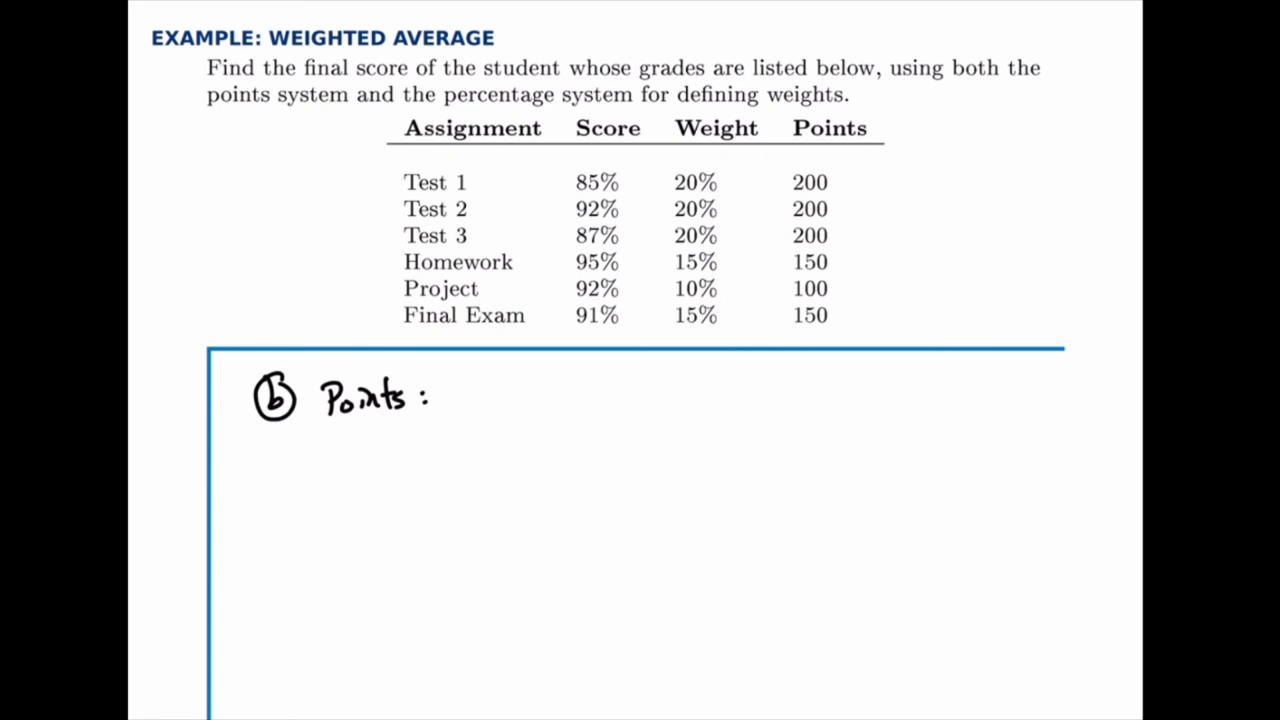 EXAMPLE: WEIGHTED AVERAGE
Find the final score of the student whose grades are listed below, using both the
points system and the percentage system for defining weights.
Assignment Score Weight Points
Test 1 85% 20% 200
Test 2 92% 20% 200
Test 3 87% 20% 200
Homework 95% 15% 150
Project 92% 10% 100
Final Exam 91% 15% 150
b Points: